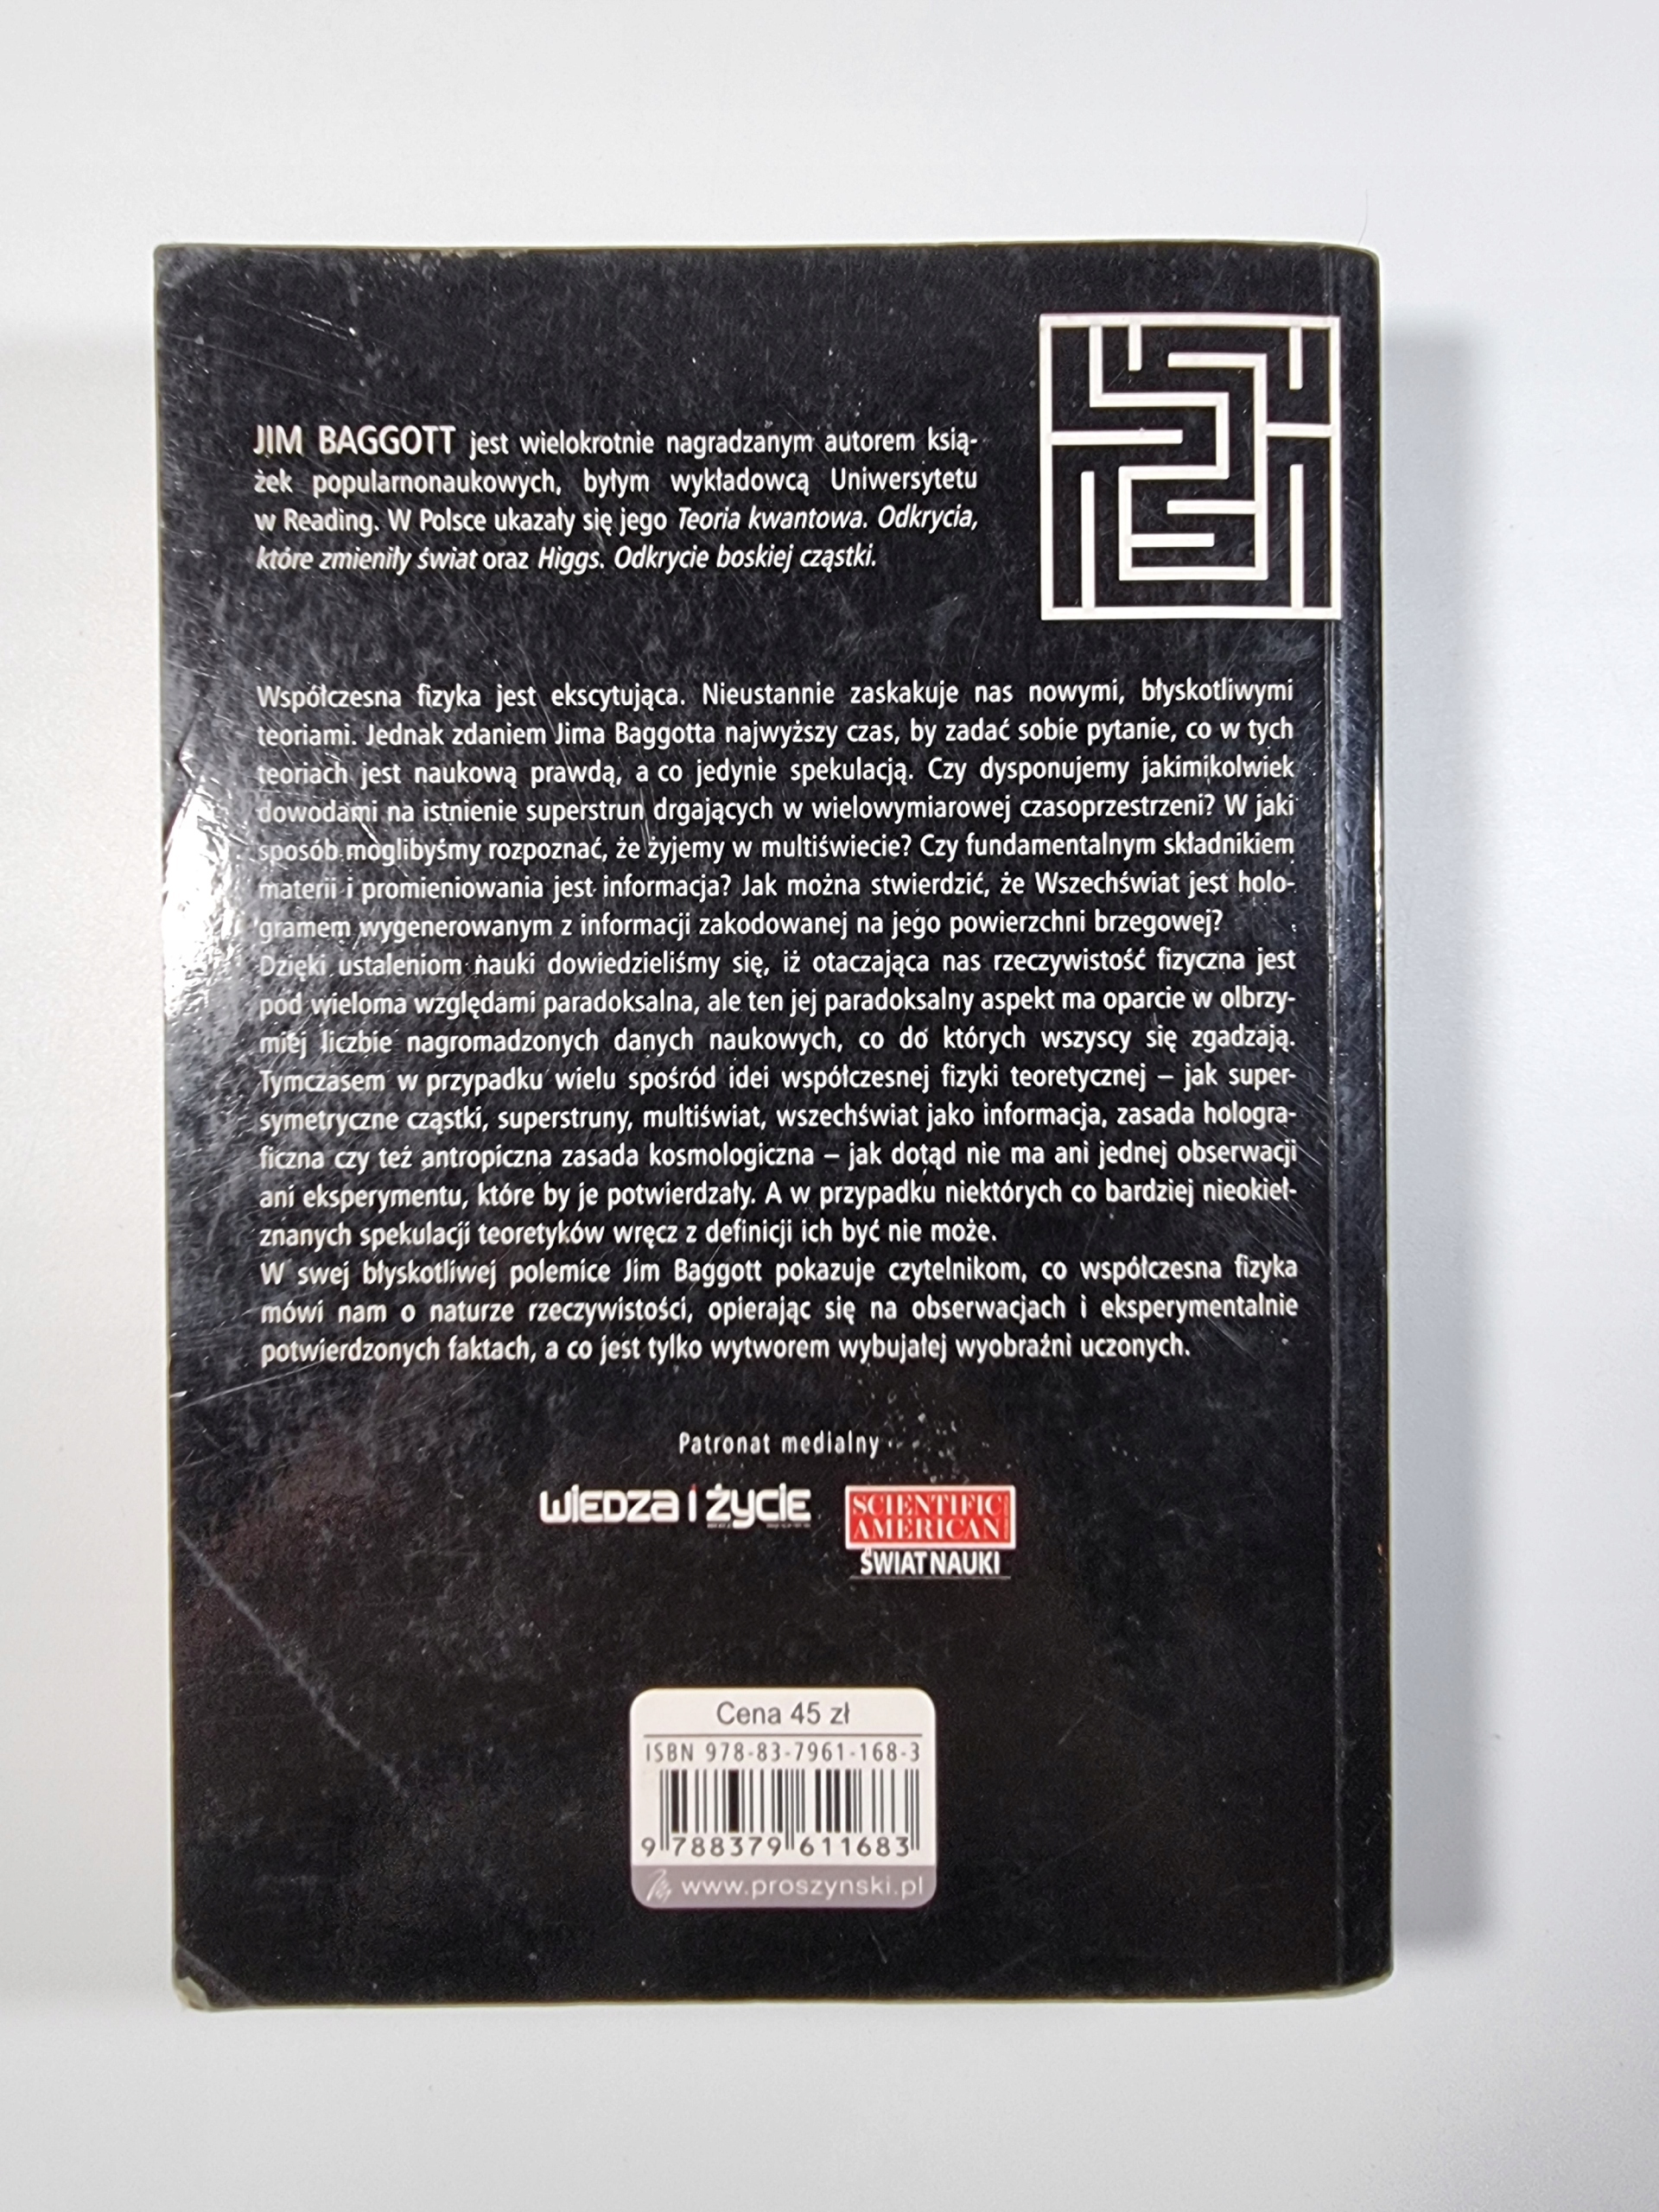 JIM BAGGOTT jest wielokrotnie nagradzanym autorem ksią-
żek popularnonaukowych, byłym wykładowcą Uniwersytetu
w Reading. W Polsce ukazały się jego Teoria kwantowa. Odkrycia,
które zmieniły świat oraz Higgs. Odkrycie boskiej cząstki.
Współczesna fizyka jest ekscytująca. Nieustannie zaskakuje nas nowymi, błyskotliwymi
teoriami. Jednak zdaniem Jima Baggotta najwyższy czas, by zadać sobie pytanie, co w tych
teoriach jest naukową prawdą, a co jedynie spekulacją. Czy dysponujemy jakimikolwiek
dowodami na istnienie superstrun drgających w wielowymiarowej czasoprzestrzeni? W jaki
sposób moglibyśmy rozpoznać, że żyjemy w multiświecie? Czy fundamentalnym składnikiem
materii i promieniowania jest informacja? Jak można stwierdzić, że Wszechświat jest holo-
gramem wygenerowanym z informacji zakodowanej na jego powierzchni brzegowej?
Dzięki ustaleniom nauki dowiedzieliśmy się, iż otaczająca nas rzeczywistość fizyczna jest
pod wieloma względami paradoksalna, ale ten jej paradoksalny aspekt ma oparcie w olbrzy-
miej liczbie nagromadzonych danych naukowych, co do których wszyscy się zgadzają.
Tymczasem w przypadku wielu spośród idei współczesnej fizyki teoretycznej – jak super-
symetryczne cząstki, superstruny, multiświat, wszechświat jako informacja, zasada hologra-
ficzna czy też antropiczna zasada kosmologiczna – jak dotąd nie ma ani jednej obserwacji
ani eksperymentu, które by je potwierdzały. A w przypadku niektórych co bardziej nieokieł-
znanych spekulacji teoretyków wręcz z definicji ich być nie może.
W swej błyskotliwej polemice Jim Baggott pokazuje czytelnikom, co współczesna fizyka
mówi nam o naturze rzeczywistości, opierając się na obserwacjach i eksperymentalnie
potwierdzonych faktach, a co jest tylko wytworem wybujałej wyobraźni uczonych.
Patronat medialny
wiedza i życie
SCIENTIFIC
AMERICAN
ŚWIAT NAUKI
Cena 45 zł
ISBN 978-83-7961-168-3
9 788379 611683
www.proszynski.pl